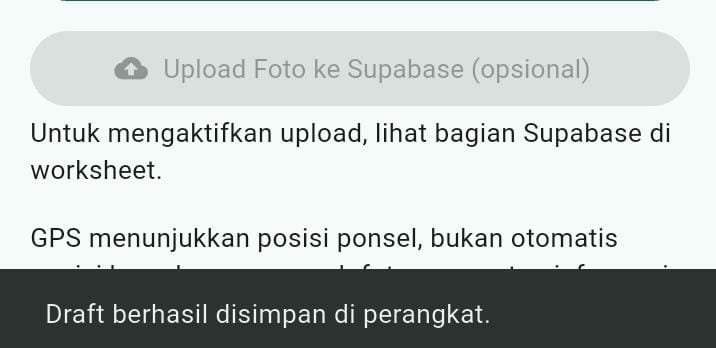 Upload Foto ke Supabase (opsional)
Untuk mengaktifkan upload, lihat bagian Supabase di
worksheet.
GPS menunjukkan posisi ponsel, bukan otomatis
Draft berhasil disimpan di perangkat.